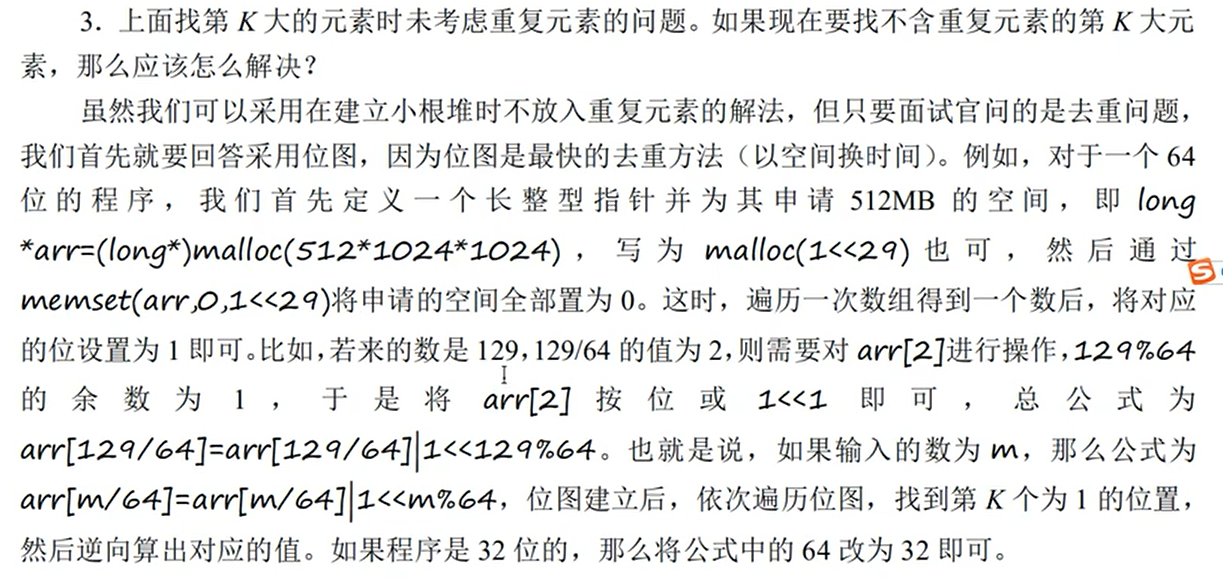 3. 上面找第 K 大的元素时未考虑重复元素的问题。如果现在要找不含重复元素的第 K 大元
素，那么应该怎么解决？
虽然我们可以采用在建立小根堆时不放入重复元素的解法，但只要面试官问的是去重问题，
我们首先就要回答采用位图，因为位图是最快的去重方法（以空间换时间）。例如，对于一个 64
位的程序，我们首先定义一个长整型指针并为其申请 512MB 的空间，即 long
*arr=(long*)malloc(512*1024*1024)，写为 malloc(1<<29)也可，然后通过
memset(arr,0,1<<29)将申请的空间全部置为 0。这时，遍历一次数组得到一个数后，将对应
的位设置为 1 即可。比如，若来的数是 129，129/64 的值为 2，则需要对 arr[2]进行操作，129%64
的余数为 1，于是将 arr[2] 按位或 1<<1 即可，总公式为
arr[129/64]=arr[129/64]|1<<129%64。也就是说，如果输入的数为 m，那么公式为
arr[m/64]=arr[m/64]|1<<m%64，位图建立后，依次遍历位图，找到第 K 个为 1 的位置，
然后逆向算出对应的值。如果程序是 32 位的，那么将公式中的 64 改为 32 即可。